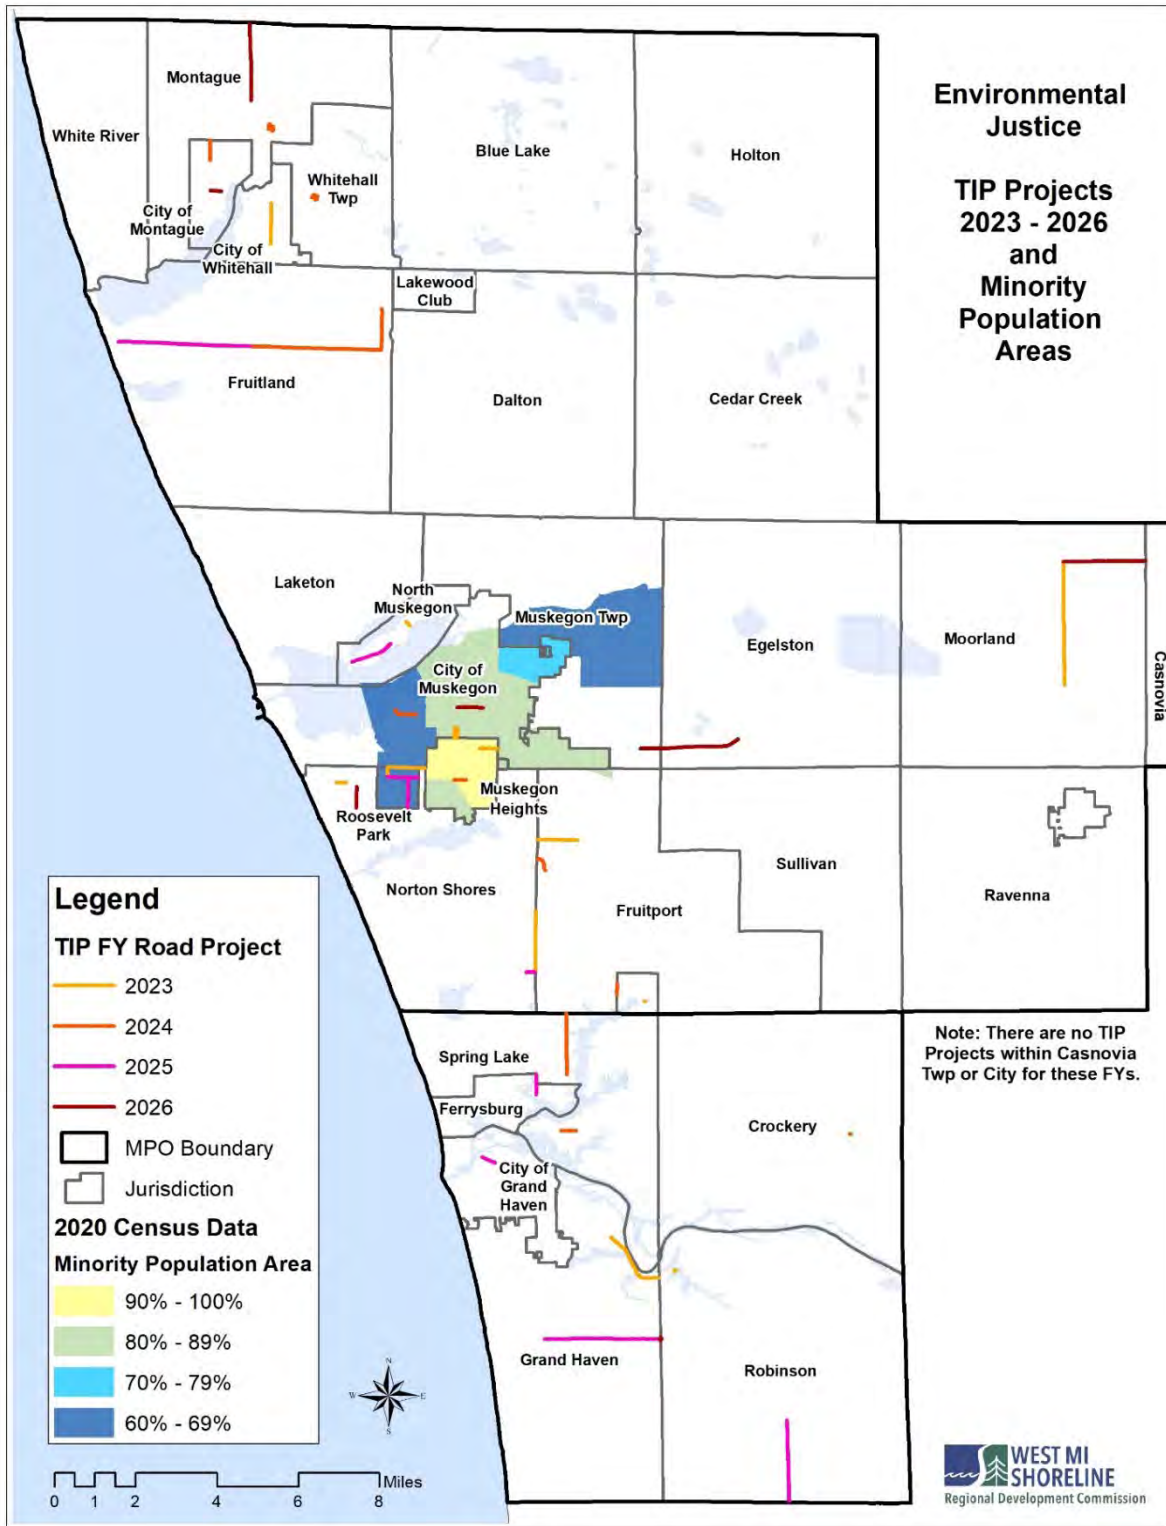 Environmental
Justice
TIP Projects
2023 - 2026
and
Minority
Population
Areas
Montague
White River
Blue Lake
Holton
Whitehall
Twp
City of
Montague
City of
Whitehall
Lakewood
Club
Fruitland
Dalton
Cedar Creek
Laketon
North
Muskegon
Muskegon Twp
Egelston
Moorland
Casnovia
City of
Muskegon
Muskegon
Heights
Roosevelt
Park
Norton Shores
Fruitport
Sullivan
Ravenna
Legend
TIP FY Road Project
2023
2024
2025
2026
MPO Boundary
Jurisdiction
2020 Census Data
Minority Population Area
90% - 100%
80% - 89%
70% - 79%
60% - 69%
Note: There are no TIP
Projects within Casnovia
Twp or City for these FYs.
Spring Lake
Ferrysburg
Crockery
City of
Grand
Haven
Grand Haven
Robinson
N
W E
S
Miles
0 1 2 4 6 8
WEST MI
SHORELINE
Regional Development Commission